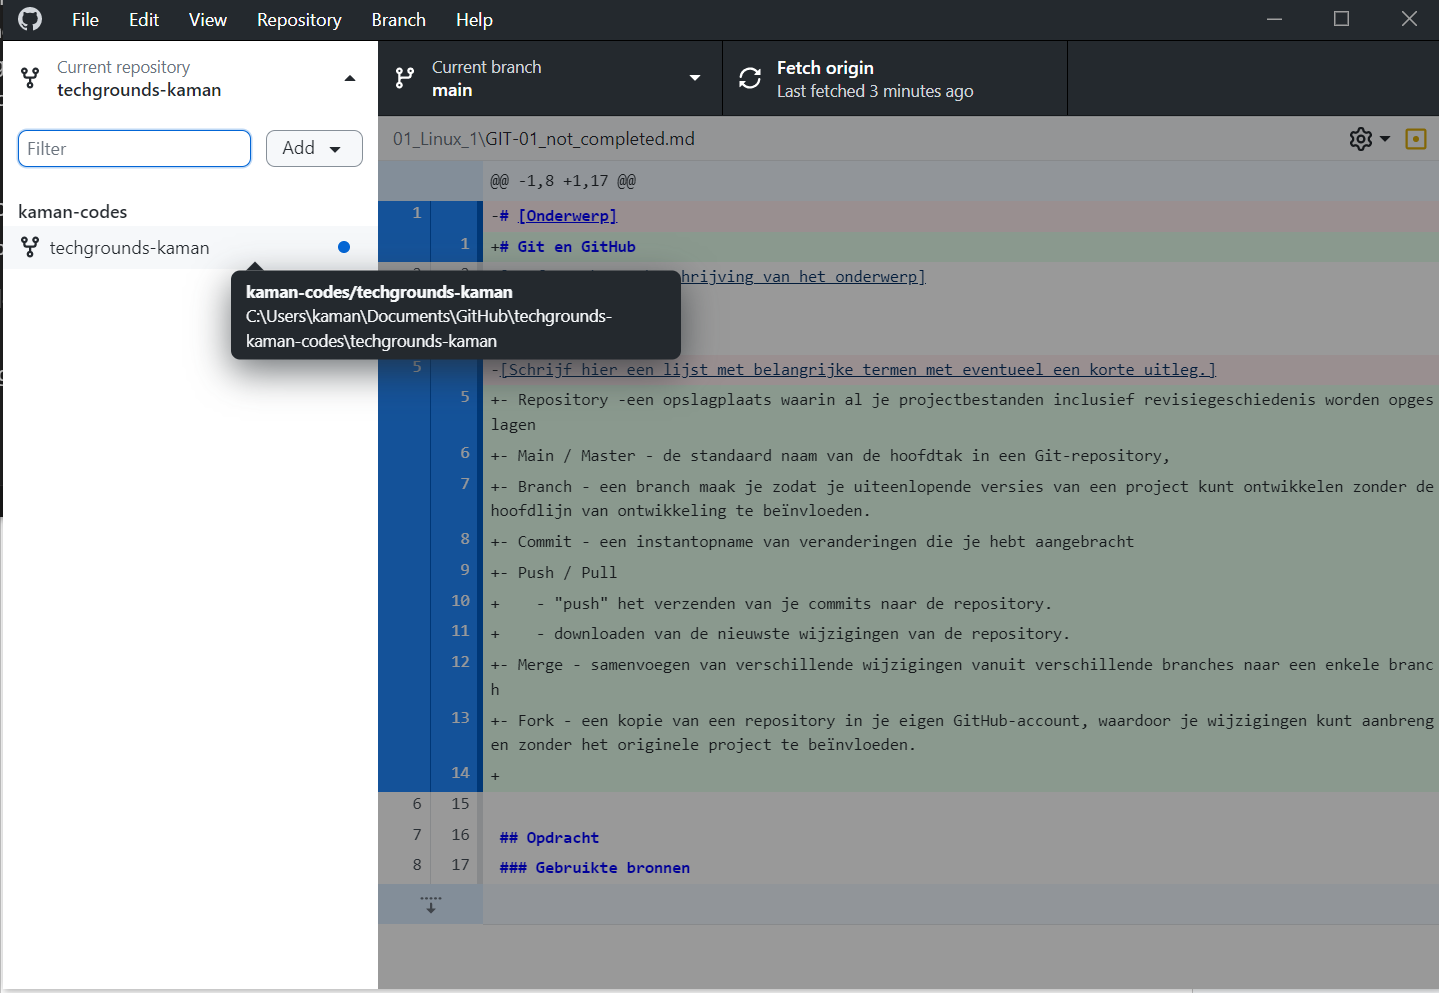 File Edit View Repository Branch Help
Current repository
techgrounds-kaman
Current branch
main
Fetch origin
Last fetched 3 minutes ago
Filter
Add
kaman-codes
techgrounds-kaman
kaman-codes/techgrounds-kaman
C:\Users\kaman\Documents\GitHub\techgrounds-
kaman-codes\techgrounds-kaman
01_Linux_1\GIT-01_not_completed.md
@@ -1,8 +1,17 @@
1 -# [Onderwerp]
1 +# Git en GitHub
hrijving van het onderwerp]
5 -[Schrijf hier een lijst met belangrijke termen met eventueel een korte uitleg.]
5 +- Repository -een opslagplaats waarin al je projectbestanden inclusief revisiegeschiedenis worden opges
lagen
6 +- Main / Master - de standaard naam van de hoofdtak in een Git-repository,
7 +- Branch - een branch maak je zodat je uiteenlopende versies van een project kunt ontwikkelen zonder de
hoofdlijn van ontwikkeling te beïnvloeden.
8 +- Commit - een instantopname van veranderingen die je hebt aangebracht
9 +- Push / Pull
10 + - "push" het verzenden van je commits naar de repository.
11 + - downloaden van de nieuwste wijzigingen van de repository.
12 +- Merge - samenvoegen van verschillende wijzigingen vanuit verschillende branches naar een enkele branc
h
13 +- Fork - een kopie van een repository in je eigen GitHub-account, waardoor je wijzigingen kunt aanbreng
en zonder het originele project te beïnvloeden.
14 +
6 15
7 16 ## Opdracht
8 17 ### Gebruikte bronnen